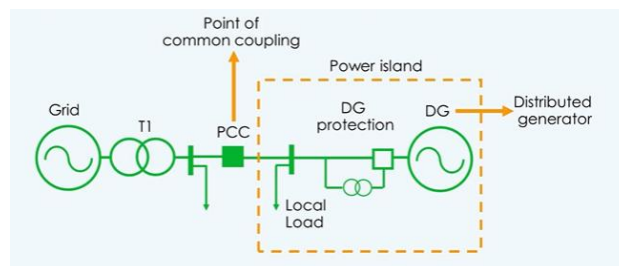 Point of
common coupling
Power island
Grid
T1
PCC
DG
protection
DG
Distributed
generator
Local
Load